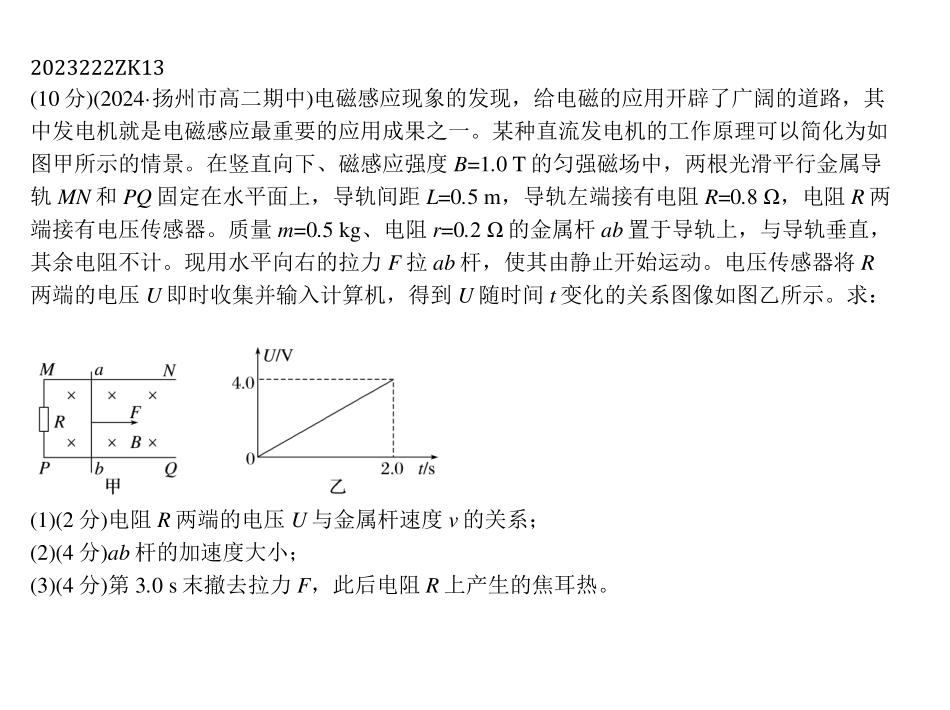 2023222ZK13
(10 分)(2024·扬州市高二期中)电磁感应现象的发现，给电磁的应用开辟了广阔的道路，其
中发电机就是电磁感应最重要的应用成果之一。某种直流发电机的工作原理可以简化为如
图甲所示的情景。在竖直向下、磁感应强度 B=1.0 T 的匀强磁场中，两根光滑平行金属导
轨 MN 和 PQ 固定在水平面上，导轨间距 L=0.5 m，导轨左端接有电阻 R=0.8 Ω，电阻 R 两
端接有电压传感器。质量 m=0.5 kg、电阻 r=0.2 Ω 的金属杆 ab 置于导轨上，与导轨垂直，
其余电阻不计。现用水平向右的拉力 F 拉 ab 杆，使其由静止开始运动。电压传感器将 R
两端的电压 U 即时收集并输入计算机，得到 U 随时间 t 变化的关系图像如图乙所示。求：
M a N
× × ×
R F
× × B ×
P b Q
甲
U/V
4.0
0 2.0 t/s
乙
(1)(2 分)电阻 R 两端的电压 U 与金属杆速度 v 的关系；
(2)(4 分)ab 杆的加速度大小；
(3)(4 分)第 3.0 s 末撤去拉力 F，此后电阻 R 上产生的焦耳热。